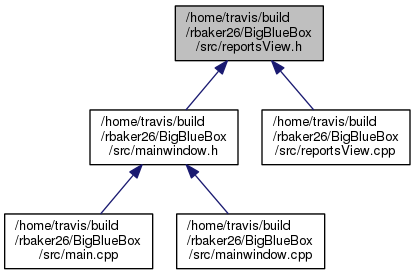 /home/travis/build
/rbaker26/BigBlueBox
/src/reportsView.h
/home/travis/build
/rbaker26/BigBlueBox
/src/mainwindow.h
/home/travis/build
/rbaker26/BigBlueBox
/src/reportsView.cpp
/home/travis/build
/rbaker26/BigBlueBox
/src/main.cpp
/home/travis/build
/rbaker26/BigBlueBox
/src/mainwindow.cpp